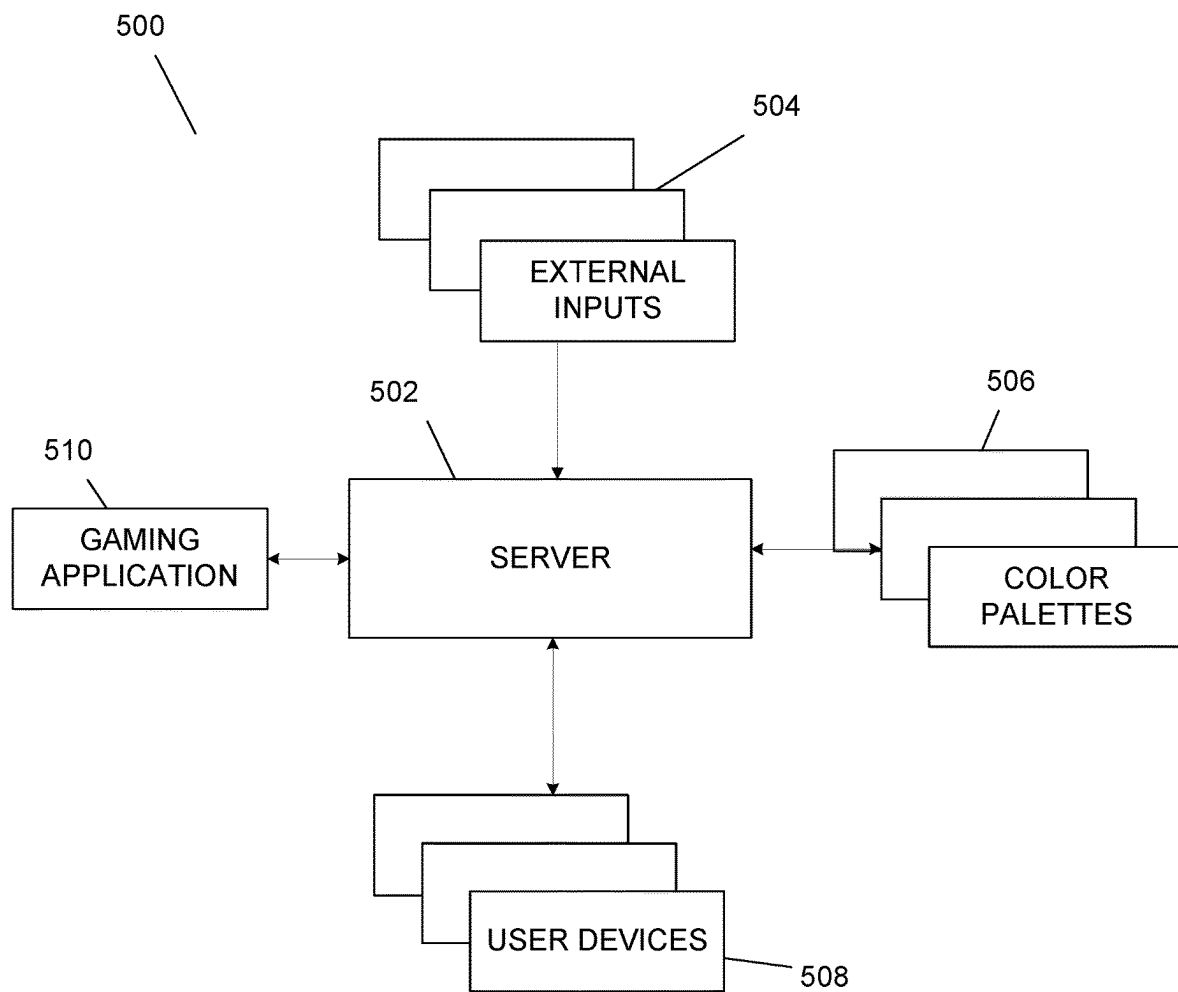 500
504
EXTERNAL
INPUTS
502
506
510
GAMING
APPLICATION
SERVER
COLOR
PALETTES
USER DEVICES
508